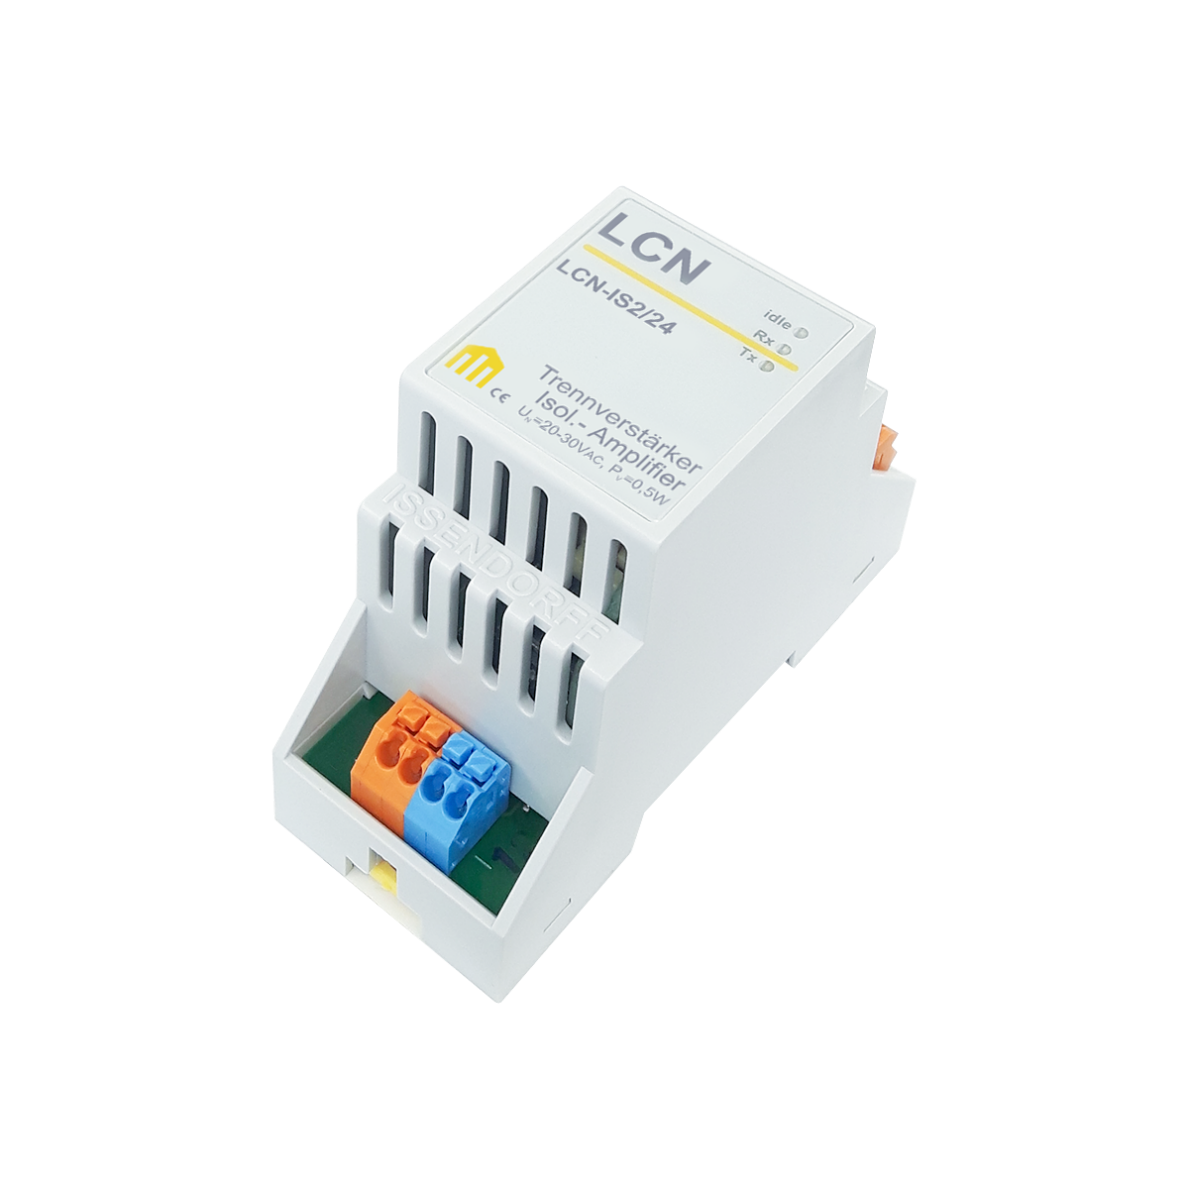 LCN
LCN-IS2/24
idle
Rx
Tx
CE
Trennverstärker
Isol.- Amplifier
UN=20-30VAC, PV=0,5W
ISSENDORFF